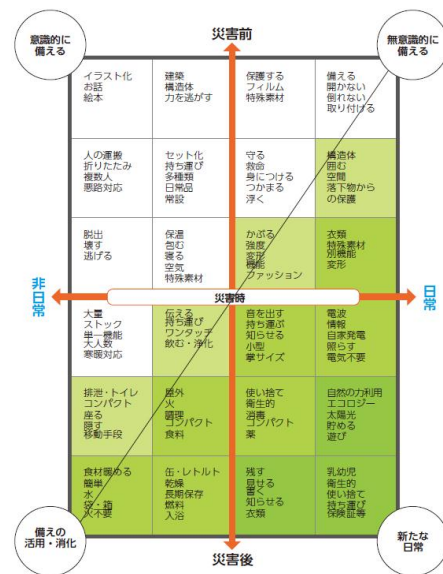 意識的に
備える
災害前
無意識的に
備える
イラスト化
お話
絵本
建築
構造体
力を逃がす
保護する
フィルム
特殊素材
備える
開かない
倒れない
取り付ける
人の運搬
折りたたみ
複数人
悪路対応
セット化
持ち運び
多種類
日常品
常設
守る
救命
身につける
つかまる
浮く
構造体
囲む
空間
落下物から
の保護
脱出
壊す
逃げる
保温
包む
寝る
空気
特殊素材
かぶる
強度
変形
機能
ファッション
衣類
特殊素材
別機能
変形
非日常
災害時
日常
大量
ストック
単一機能
大人数
寒暖対応
伝える
持ち運び
ワンタッチ
飲む・浄化
音を出す
持ち運ぶ
知らせる
小型
掌サイズ
電波
情報
自家発電
照らす
電気不要
排泄・トイレ
コンパクト
座る
隠す
移動手段
屋外
火
調理
コンパクト
食料
使い捨て
衛生的
消毒
コンパクト
薬
自然の力利用
エコロジー
太陽光
貯める
遊び
食材暖める
簡単
水
袋・箱
火不要
缶・レトルト
乾燥
長期保存
燃料
入浴
残す
見せる
書く
知らせる
衣類
乳幼児
衛生的
使い捨て
持ち運び
保険証等
備えの
活用・消化
災害後
新たな
日常